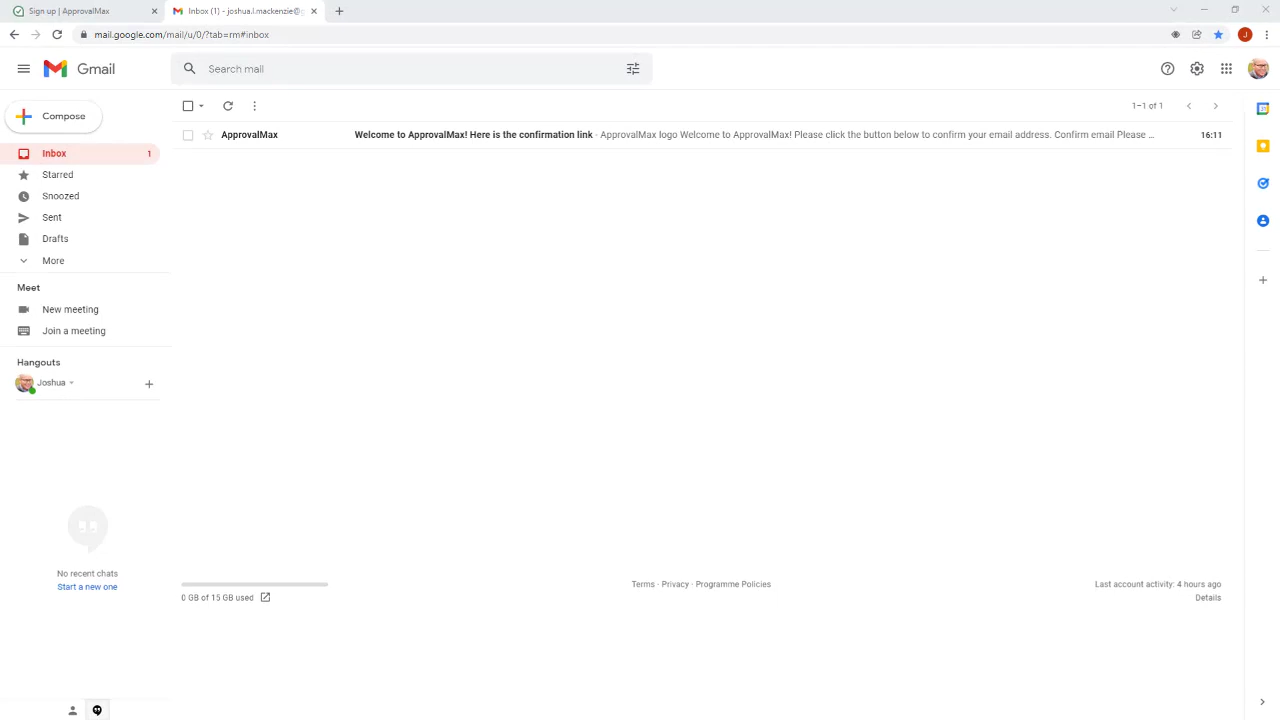 Sign up | ApprovalMax
Inbox (1) - joshua.l.mackenzie@g
mail.google.com/mail/u/0/?tab=rm#inbox
J
Gmail
Search mail
Compose
1–1 of 1
Inbox 1
ApprovalMax Welcome to ApprovalMax! Here is the confirmation link - ApprovalMax logo Welcome to ApprovalMax! Please click the button below to confirm your email address. Confirm email Please ... 16:11
Starred
Snoozed
Sent
Drafts
More
Meet
New meeting
Join a meeting
Hangouts
Joshua
No recent chats
Start a new one
0 GB of 15 GB used
Terms · Privacy · Programme Policies
Last account activity: 4 hours ago
Details